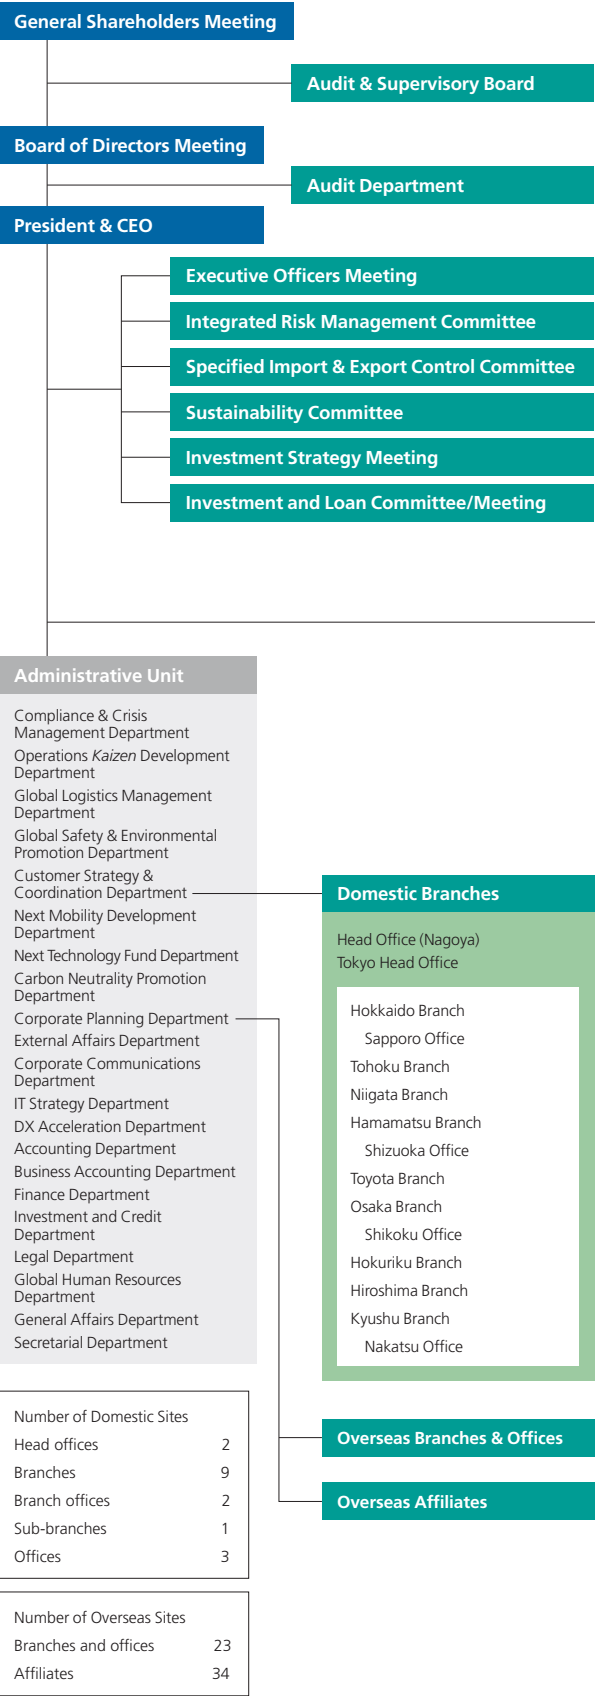 General Shareholders Meeting
Audit & Supervisory Board
Board of Directors Meeting
Audit Department
President & CEO
Executive Officers Meeting
Integrated Risk Management Committee
Specified Import & Export Control Committee
Sustainability Committee
Investment Strategy Meeting
Investment and Loan Committee/Meeting
Administrative Unit
Compliance & Crisis
Management Department
Operations Kaizen Development
Department
Global Logistics Management
Department
Global Safety & Environmental
Promotion Department
Customer Strategy &
Coordination Department
Next Mobility Development
Department
Next Technology Fund Department
Carbon Neutrality Promotion
Department
Corporate Planning Department
External Affairs Department
Corporate Communications
Department
IT Strategy Department
DX Acceleration Department
Accounting Department
Business Accounting Department
Finance Department
Investment and Credit
Department
Legal Department
Global Human Resources
Department
General Affairs Department
Secretarial Department
Domestic Branches
Head Office (Nagoya)
Tokyo Head Office
Hokkaido Branch
Sapporo Office
Tohoku Branch
Niigata Branch
Hamamatsu Branch
Shizuoka Office
Toyota Branch
Osaka Branch
Shikoku Office
Hokuriku Branch
Hiroshima Branch
Kyushu Branch
Nakatsu Office
Overseas Branches & Offices
Overseas Affiliates
Number of Domestic Sites
Head offices 2
Branches 9
Branch offices 2
Sub-branches 1
Offices 3
Number of Overseas Sites
Branches and offices 23
Affiliates 34